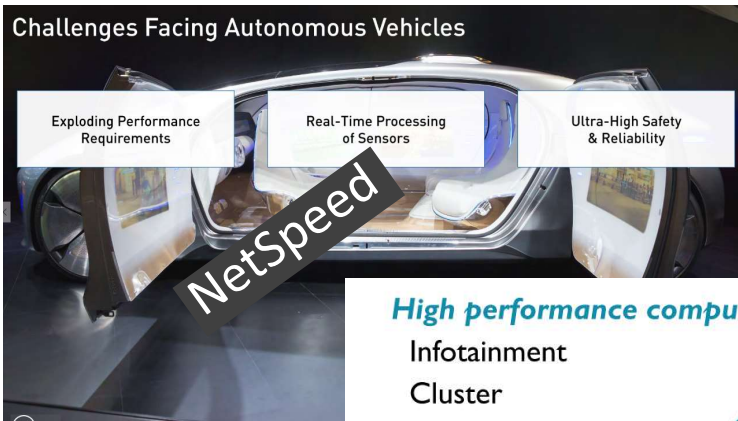 Challenges Facing Autonomous Vehicles
Exploding Performance
Requirements
Real-Time Processing
of Sensors
Ultra-High Safety
& Reliability
NetSpeed
High performance compu
Infotainment
Cluster